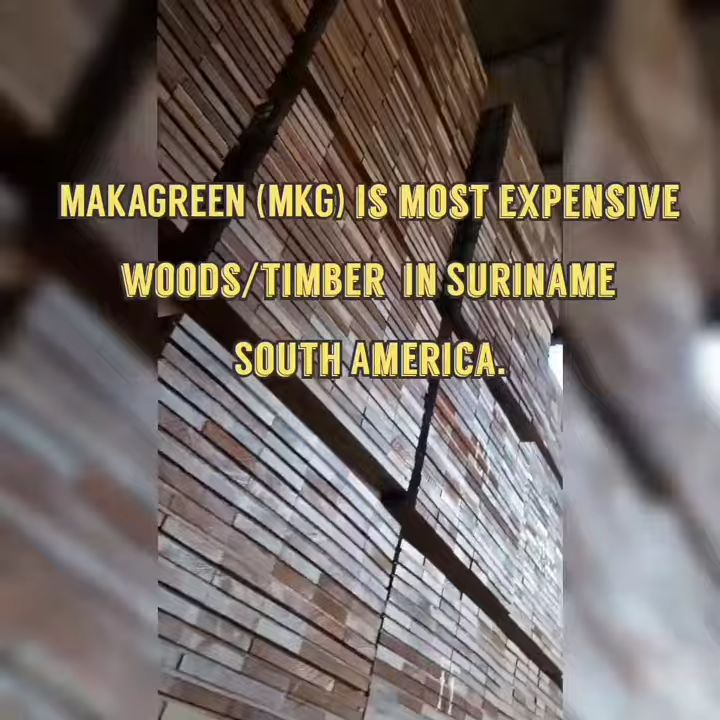 MAKAGREEN (MKG) IS MOST EXPENSIVE
WOODS/TIMBER IN SURINAME
SOUTH AMERICA.